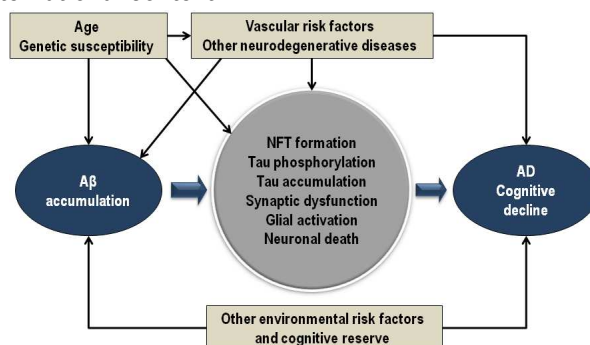 Age
Genetic susceptibility
Vascular risk factors
Other neurodegenerative diseases
Aβ
accumulation
NFT formation
Tau phosphorylation
Tau accumulation
Synaptic dysfunction
Glial activation
Neuronal death
AD
Cognitive
decline
Other environmental risk factors
and cognitive reserve